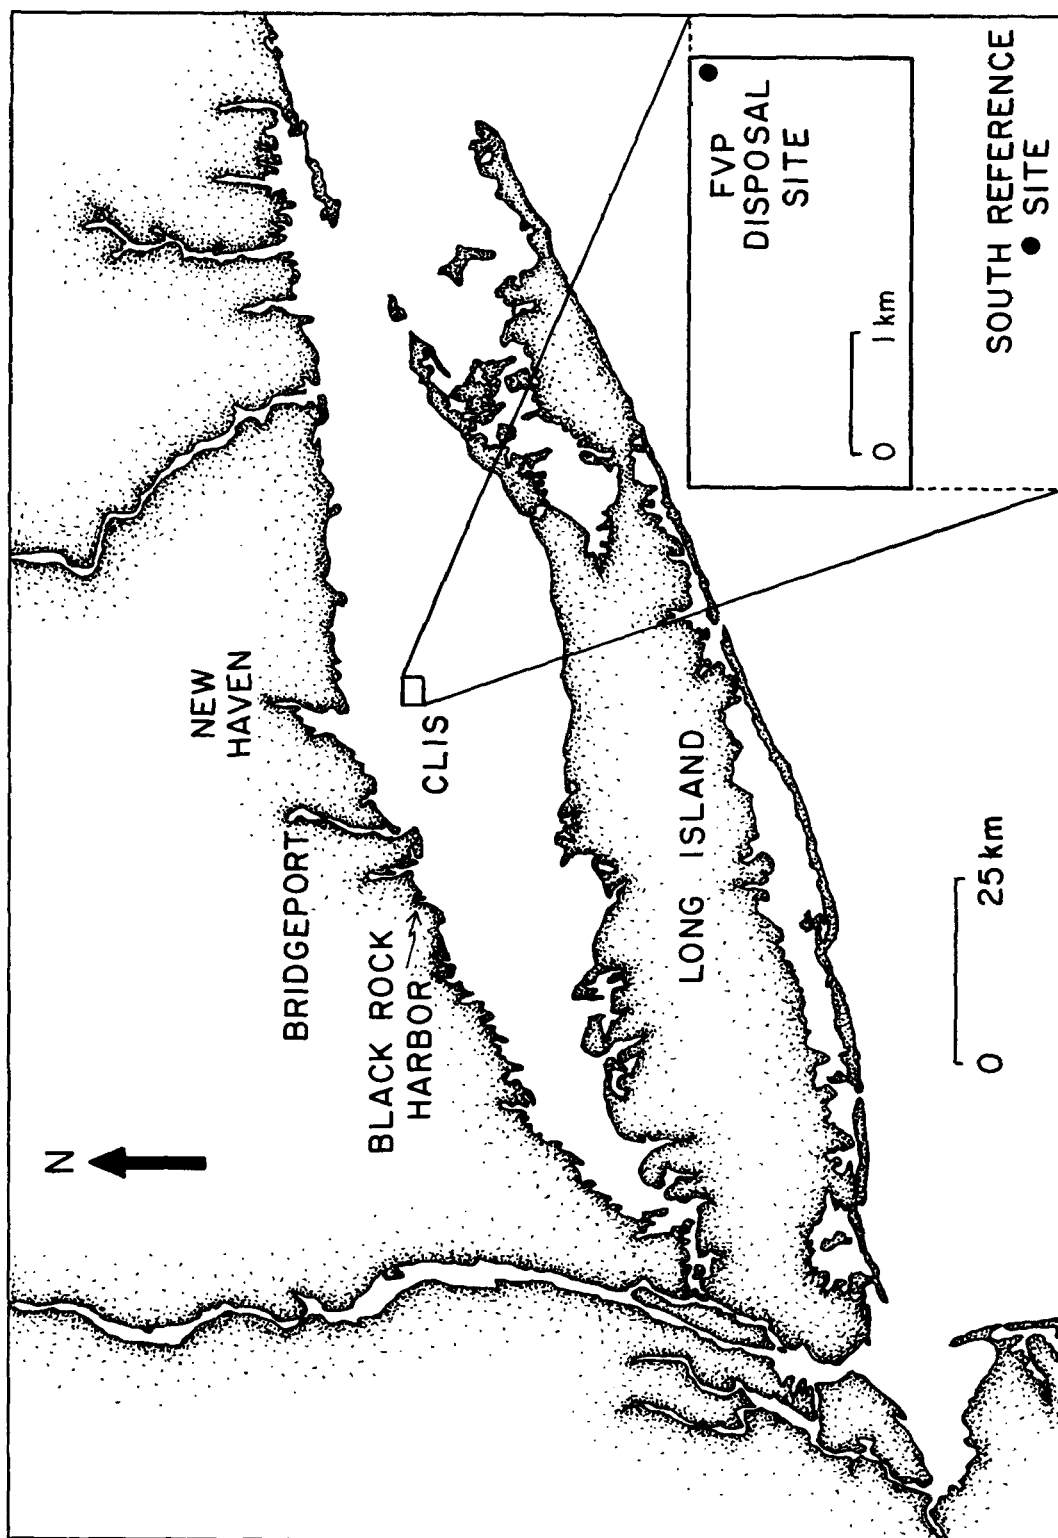 N
NEW
HAVEN
BRIDGEPORT
BLACK ROCK
HARBOR
CLIS
LONG ISLAND
0 25 km
FVP
DISPOSAL
SITE
0 1 km
SOUTH REFERENCE
SITE